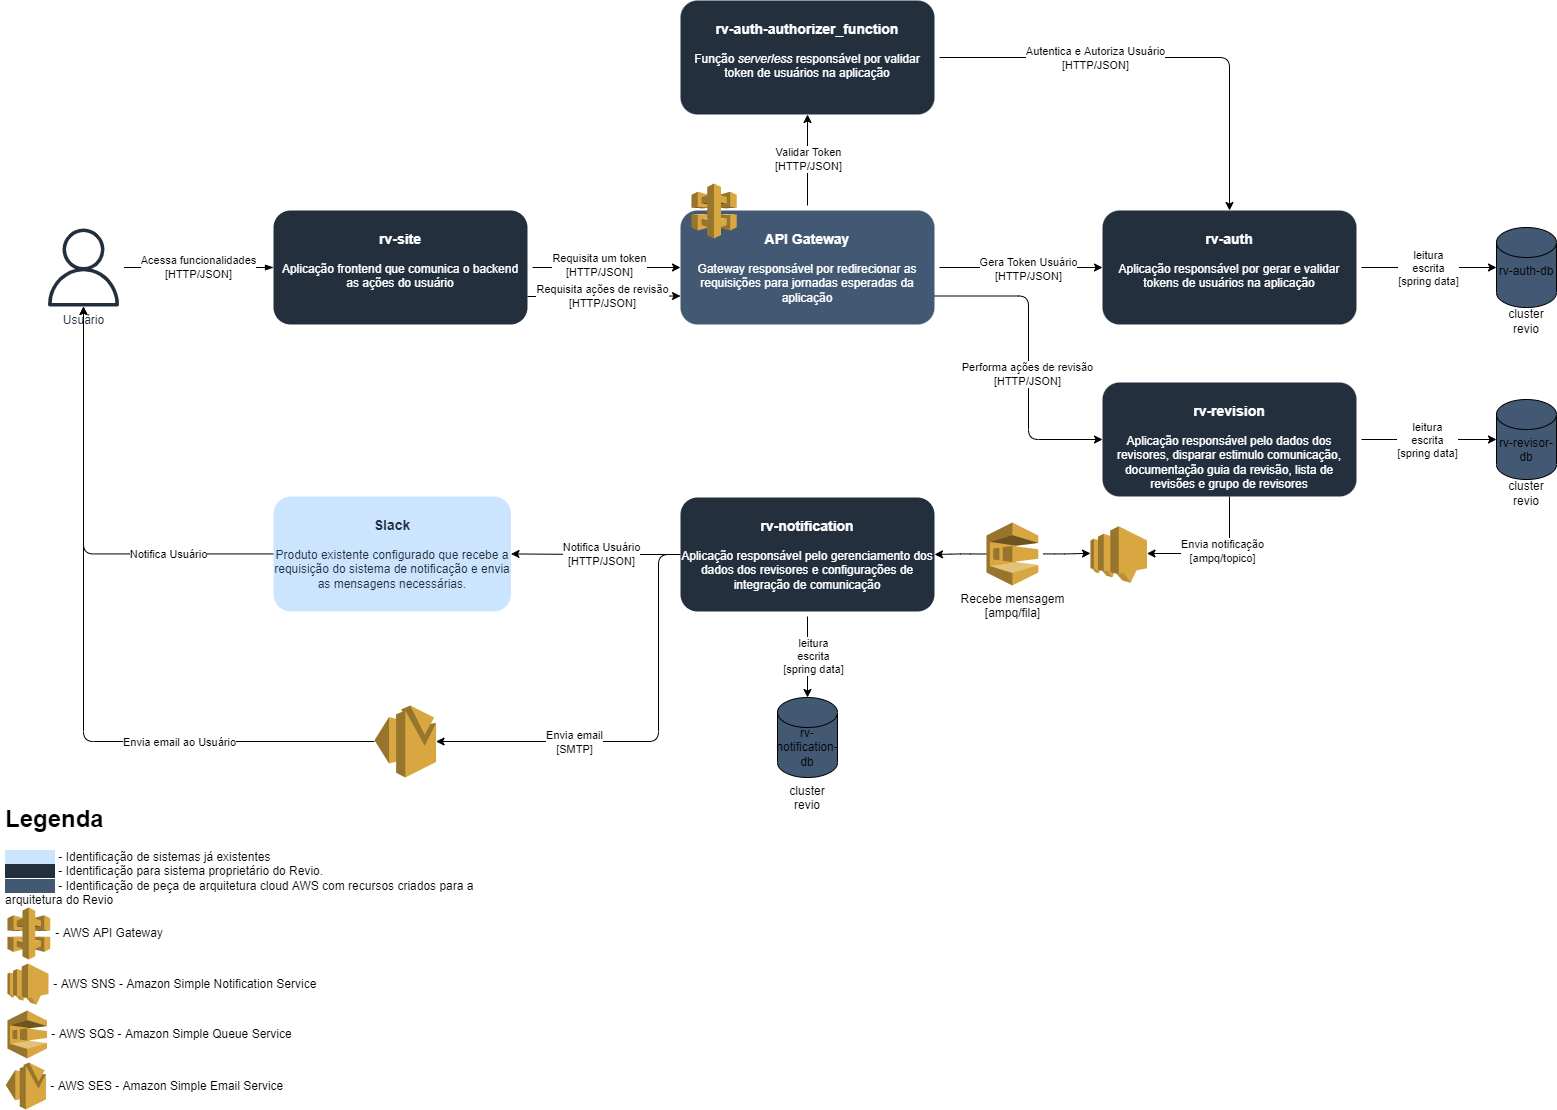 rv-auth-authorizer_function
Função serverless responsável por validar
token de usuários na aplicação
Autentica e Autoriza Usuário
[HTTP/JSON]
Validar Token
[HTTP/JSON]
Usuário
Acessa funcionalidades
[HTTP/JSON]
rv-site
Aplicação frontend que comunica o backend
as ações do usuário
Requisita um token
[HTTP/JSON]
Requisita ações de revisão
[HTTP/JSON]
API Gateway
Gateway responsável por redirecionar as
requisições para jornadas esperadas da
aplicação
Gera Token Usuário
[HTTP/JSON]
rv-auth
Aplicação responsável por gerar e validar
tokens de usuários na aplicação
leitura
escrita
[spring data]
rv-auth-db
cluster
revio
Performa ações de revisão
[HTTP/JSON]
rv-revision
Aplicação responsável pelo dados dos
revisores, disparar estimulo comunicação,
documentação guia da revisão, lista de
revisões e grupo de revisores
leitura
escrita
[spring data]
rv-revisor-
db
cluster
revio
Notifica Usuário
Slack
Produto existente configurado que recebe a
requisição do sistema de notificação e envia
as mensagens necessárias.
Notifica Usuário
[HTTP/JSON]
rv-notification
Aplicação responsável pelo gerenciamento dos
dados dos revisores e configurações de
integração de comunicação
Recebe mensagem
[ampq/fila]
Envia notificação
[ampq/topico]
leitura
escrita
[spring data]
rv-
notification-
db
cluster
revio
Envia email ao Usuário
Envia email
[SMTP]
Legenda
- Identificação de sistemas já existentes
- Identificação para sistema proprietário do Revio.
- Identificação de peça de arquitetura cloud AWS com recursos criados para a
arquitetura do Revio
- AWS API Gateway
- AWS SNS - Amazon Simple Notification Service
- AWS SQS - Amazon Simple Queue Service
- AWS SES - Amazon Simple Email Service